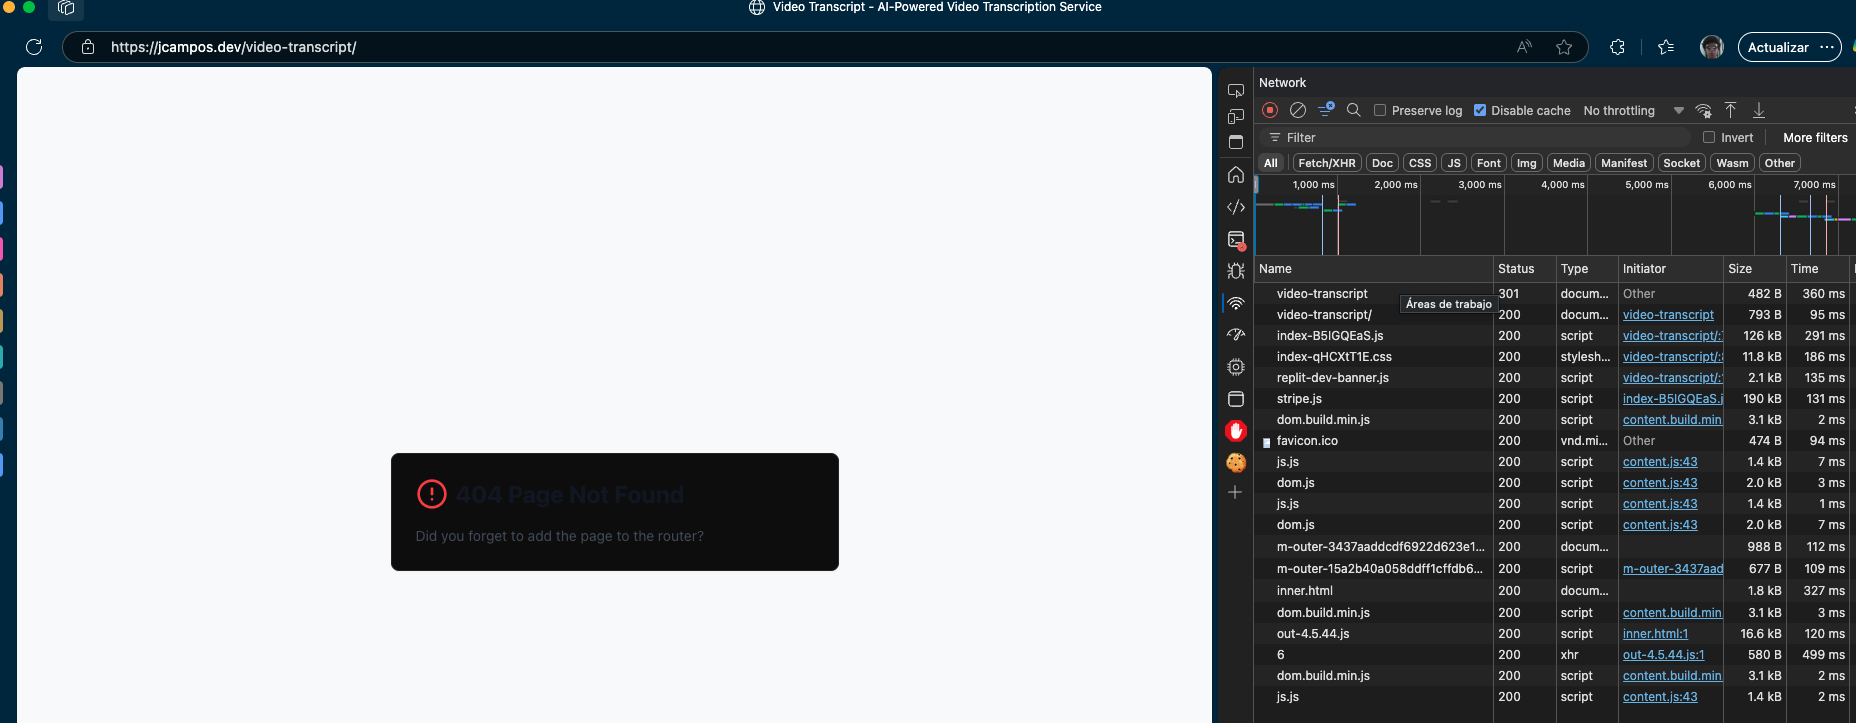 Video Transcript - AI-Powered Video Transcription Service
https://jcampos.dev/video-transcript/
Actualizar
404 Page Not Found
Did you forget to add the page to the router?
Network
Preserve log
Disable cache
No throttling
Filter
Invert
More filters
All
Fetch/XHR
Doc
CSS
JS
Font
Img
Media
Manifest
Socket
Wasm
Other
1,000 ms 2,000 ms 3,000 ms 4,000 ms 5,000 ms 6,000 ms 7,000 ms
Name Status Type Initiator Size Time
video-transcript 301 docum... Other 482 B 360 ms
Áreas de trabajo
video-transcript/ 200 docum... video-transcript 793 B 95 ms
index-B5lGQEaS.js 200 script video-transcript/: 126 kB 291 ms
index-qHCXtT1E.css 200 stylesh... video-transcript/: 11.8 kB 186 ms
replit-dev-banner.js 200 script video-transcript/: 2.1 kB 135 ms
stripe.js 200 script index-B5lGQEaS.j 190 kB 131 ms
dom.build.min.js 200 script content.build.min 3.1 kB 2 ms
favicon.ico 200 vnd.mi... Other 474 B 94 ms
js.js 200 script content.js:43 1.4 kB 7 ms
dom.js 200 script content.js:43 2.0 kB 3 ms
js.js 200 script content.js:43 1.4 kB 1 ms
dom.js 200 script content.js:43 2.0 kB 7 ms
m-outer-3437aaddcdf6922d623e1... 200 docum... 988 B 112 ms
m-outer-15a2b40a058ddff1cffdb6... 200 script m-outer-3437aad 677 B 109 ms
inner.html 200 docum... 1.8 kB 327 ms
dom.build.min.js 200 script content.build.min 3.1 kB 3 ms
out-4.5.44.js 200 script inner.html:1 16.6 kB 120 ms
6 200 xhr out-4.5.44.js:1 580 B 499 ms
dom.build.min.js 200 script content.build.min 3.1 kB 2 ms
js.js 200 script content.js:43 1.4 kB 2 ms